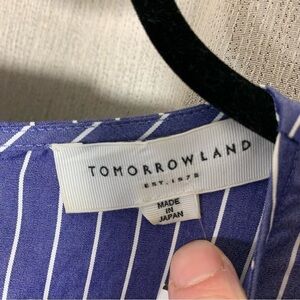 TOMORROWLAND
EST. 1978
MADE
IN
JAPAN